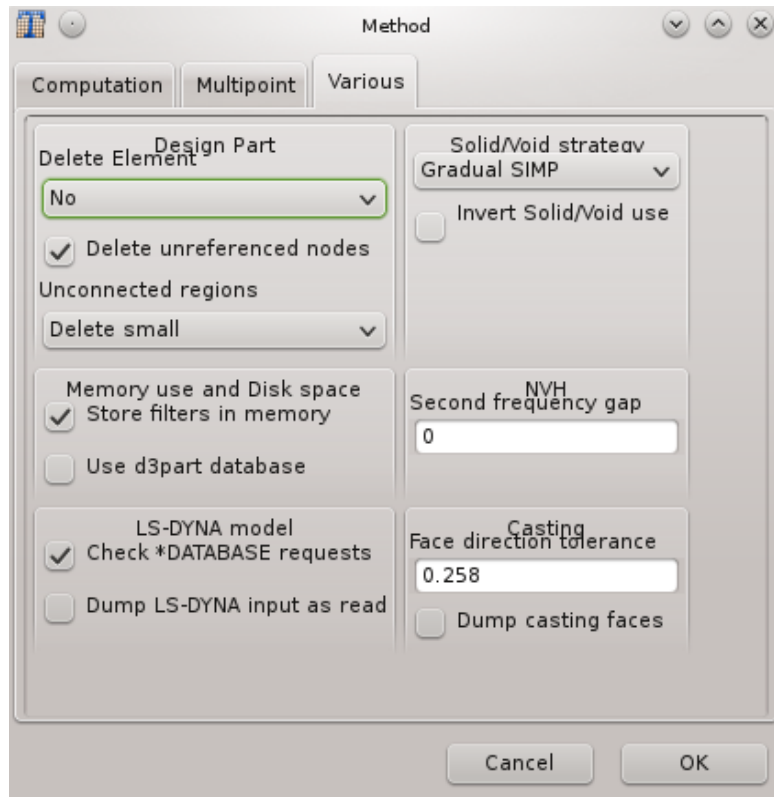 Method
Computation
Multipoint
Various
Design Part
Delete Element
No
Delete unreferenced nodes
Unconnected regions
Delete small
Solid/Void strategy
Gradual SIMP
Invert Solid/Void use
Memory use and Disk space
Store filters in memory
Use d3part database
NVH
Second frequency gap
0
LS-DYNA model
Check *DATABASE requests
Dump LS-DYNA input as read
Casting
Face direction tolerance
0.258
Dump casting faces
Cancel
OK